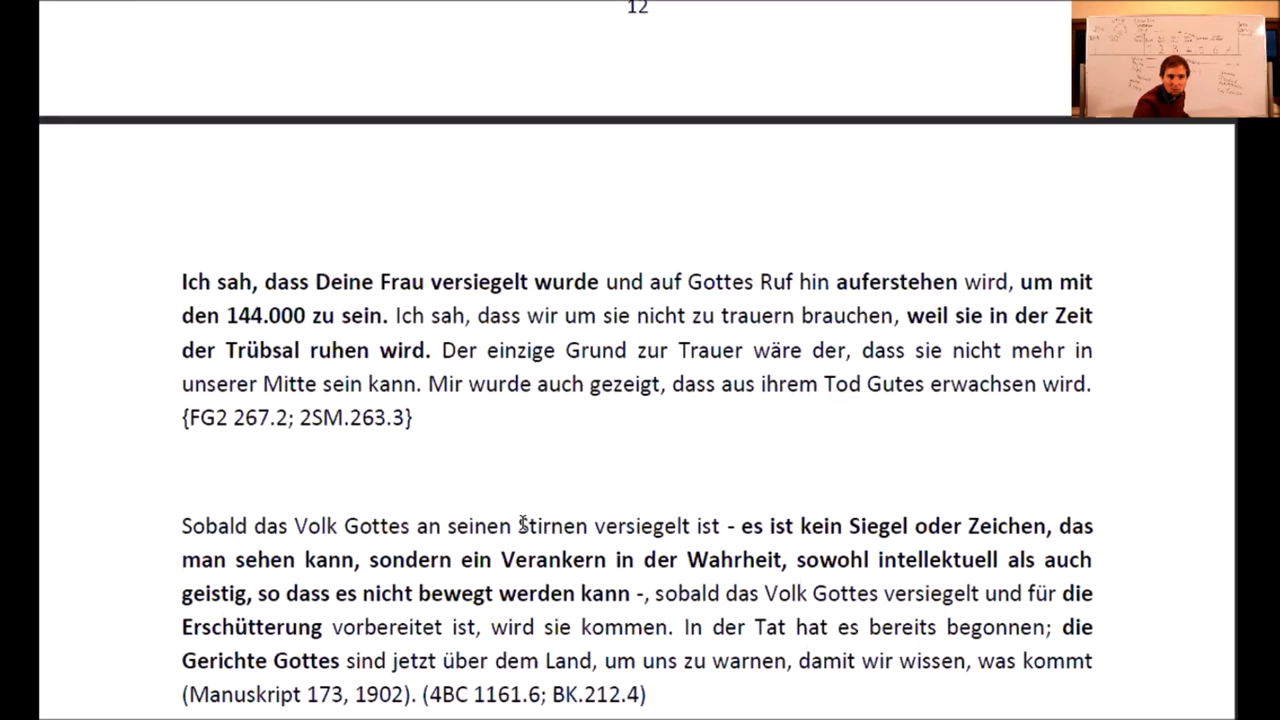 12
Ich sah, dass Deine Frau versiegelt wurde und auf Gottes Ruf hin auferstehen wird, um mit
den 144.000 zu sein. Ich sah, dass wir um sie nicht zu trauern brauchen, weil sie in der Zeit
der Trübsal ruhen wird. Der einzige Grund zur Trauer wäre der, dass sie nicht mehr in
unserer Mitte sein kann. Mir wurde auch gezeigt, dass aus ihrem Tod Gutes erwachsen wird.
{FG2 267.2; 2SM.263.3}
Sobald das Volk Gottes an seinen Stirnen versiegelt ist - es ist kein Siegel oder Zeichen, das
man sehen kann, sondern ein Verankern in der Wahrheit, sowohl intellektuell als auch
geistig, so dass es nicht bewegt werden kann -, sobald das Volk Gottes versiegelt und für die
Erschütterung vorbereitet ist, wird sie kommen. In der Tat hat es bereits begonnen; die
Gerichte Gottes sind jetzt über dem Land, um uns zu warnen, damit wir wissen, was kommt
(Manuskript 173, 1902). (4BC 1161.6; BK.212.4)